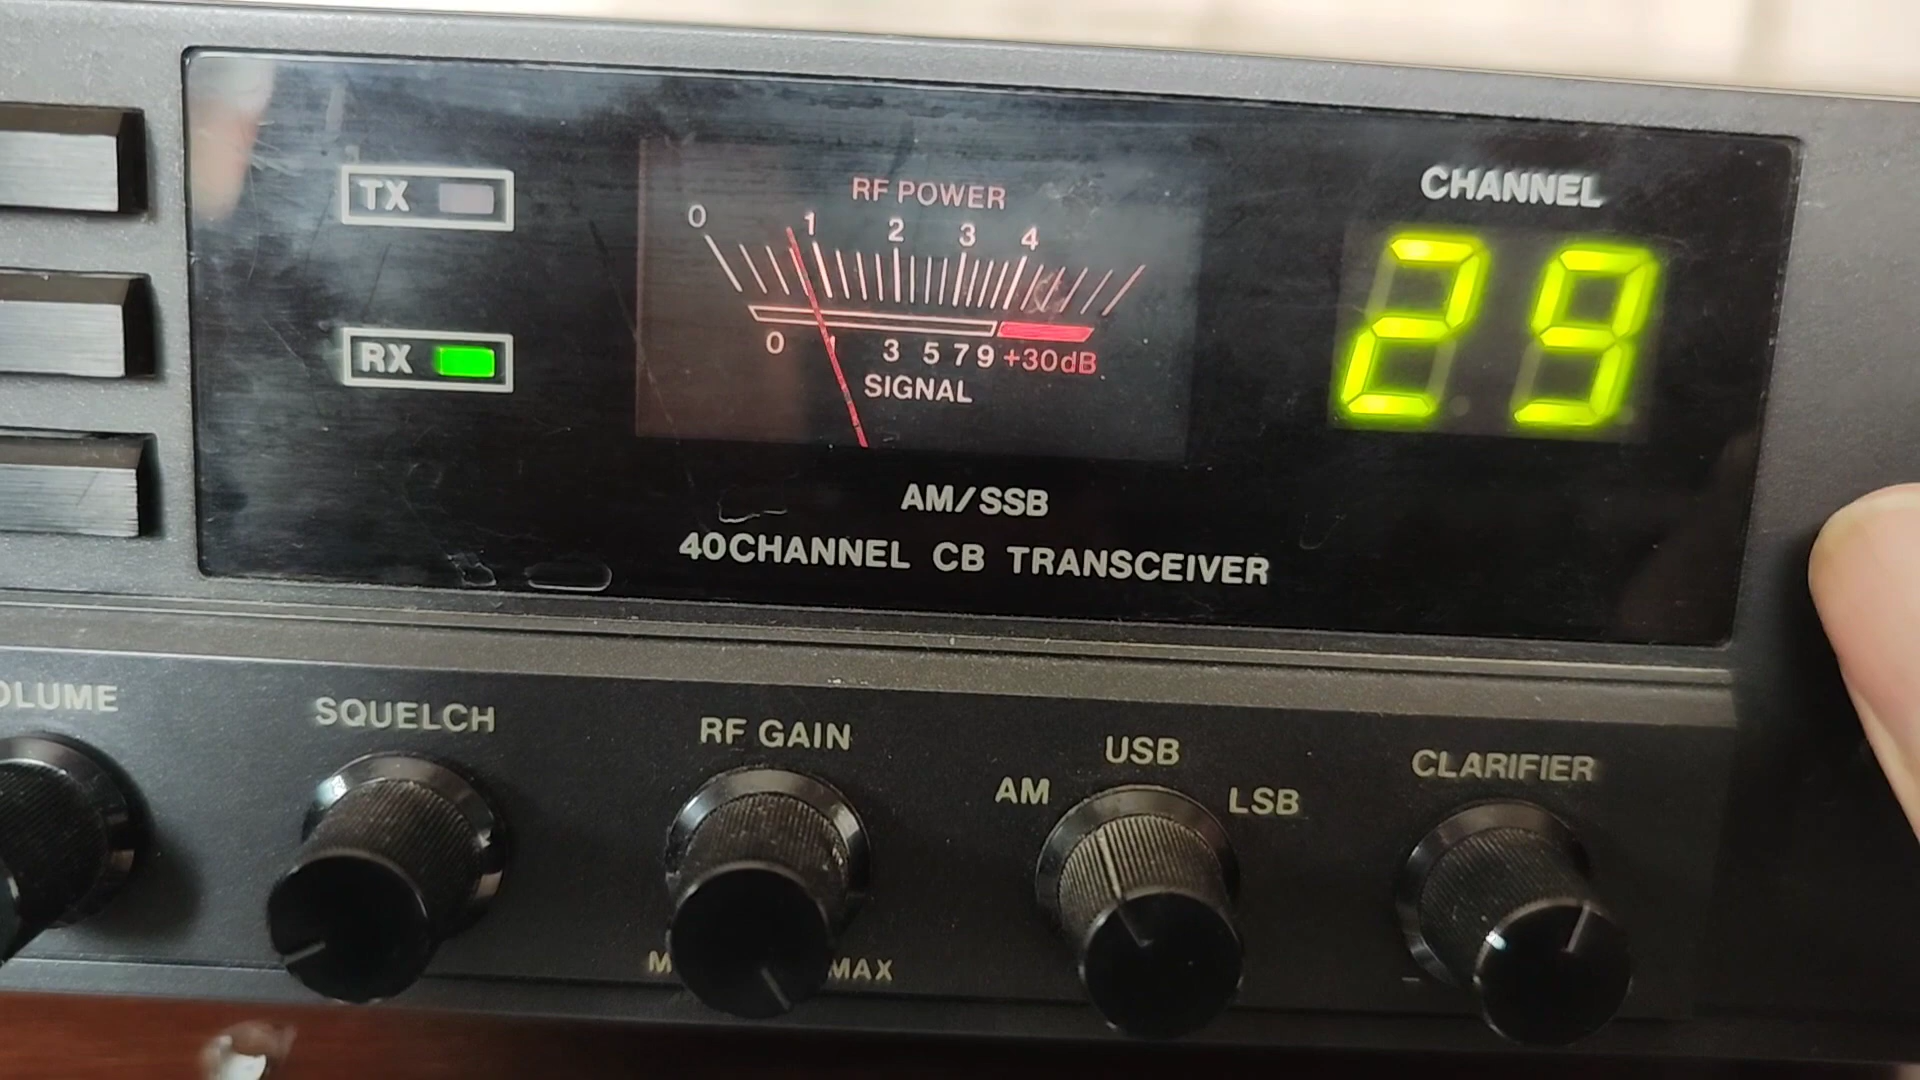 TX
RF POWER
0 1 2 3 4
CHANNEL
29
RX
0 1 3 5 7 9 +30dB
SIGNAL
AM/SSB
40CHANNEL CB TRANSCEIVER
OLUME
SQUELCH
RF GAIN
USB
CLARIFIER
AM
LSB
M
MAX
-